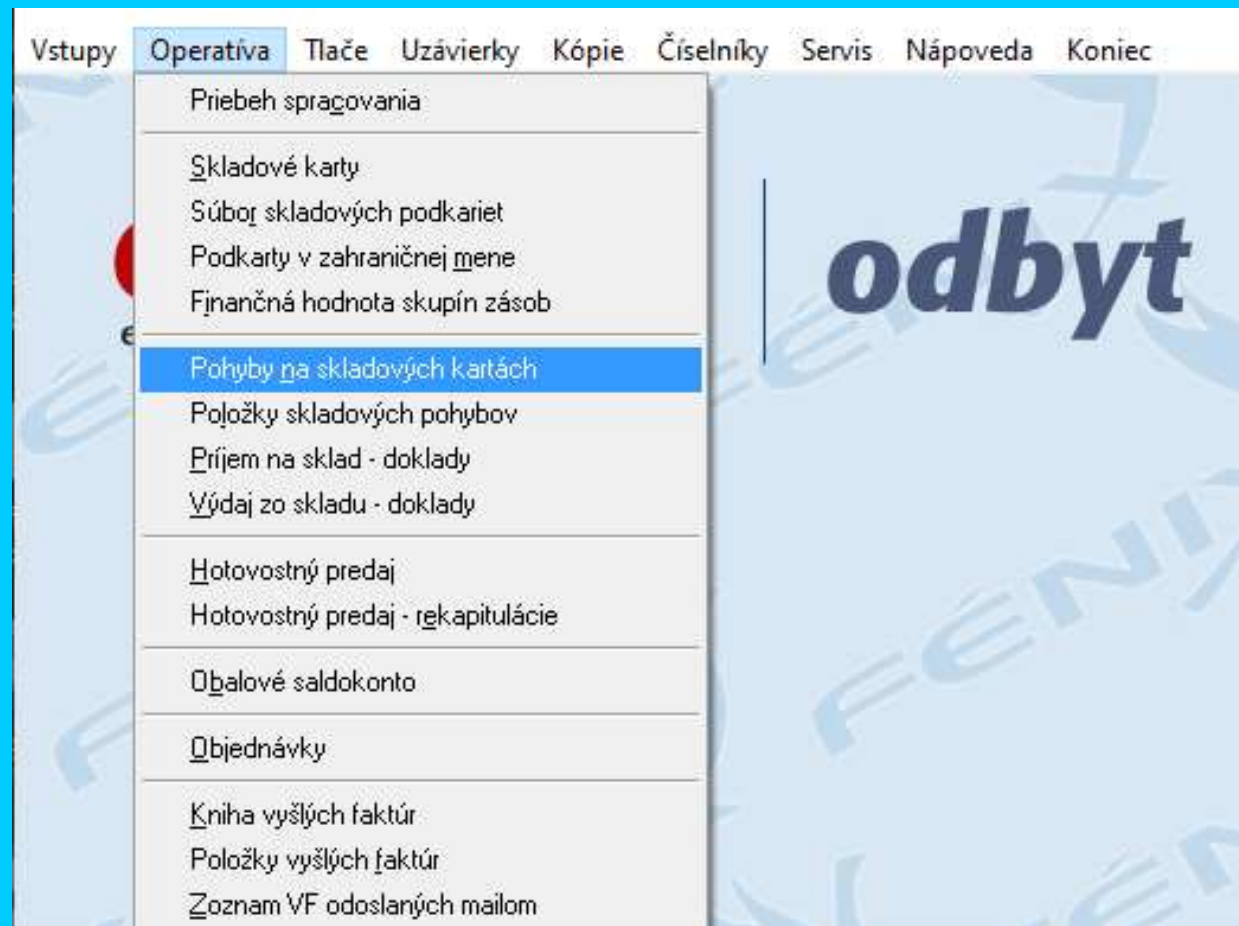 Vstupy Operatíva Tlače Uzávierky Kópie Číselníky Servis Nápoveda Koniec
Priebeh spracovania
Skladové karty
Súbor skladových podkariet
Podkarty v zahraničnej mene
Finančná hodnota skupín zásob
odbyt
e
Pohyby na skladových kartách
Položky skladových pohybov
Príjem na sklad - doklady
Výdaj zo skladu - doklady
Hotovostný predaj
Hotovostný predaj - rekapitulácie
Obalové saldokonto
Objednávky
Kniha vyšlých faktúr
Položky vyšlých faktúr
Zoznam VF odoslaných mailom
FÉNIX